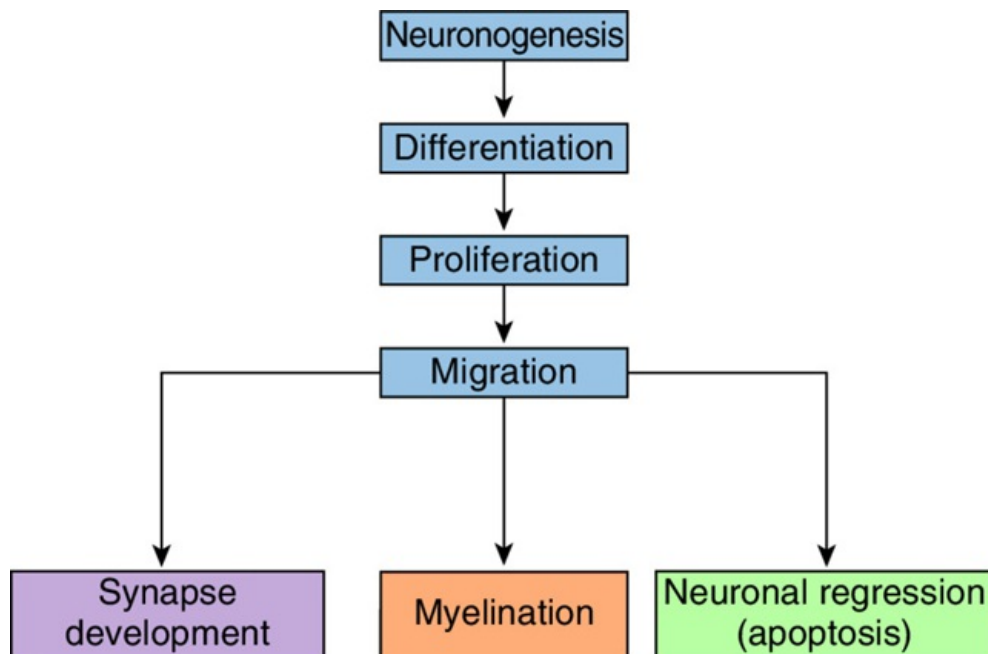 Neuronogenesis
Differentiation
Proliferation
Migration
Synapse
development
Myelination
Neuronal regression
(apoptosis)